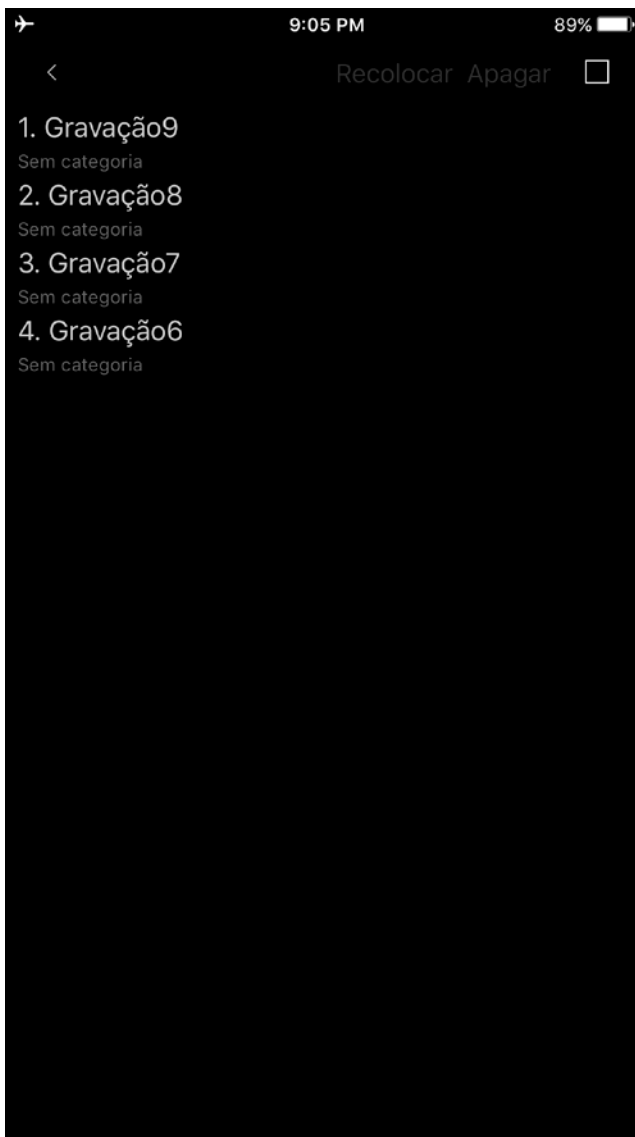 9:05 PM 89%
Recolocar Apagar
1. Gravação9
Sem categoria
2. Gravação8
Sem categoria
3. Gravação7
Sem categoria
4. Gravação6
Sem categoria